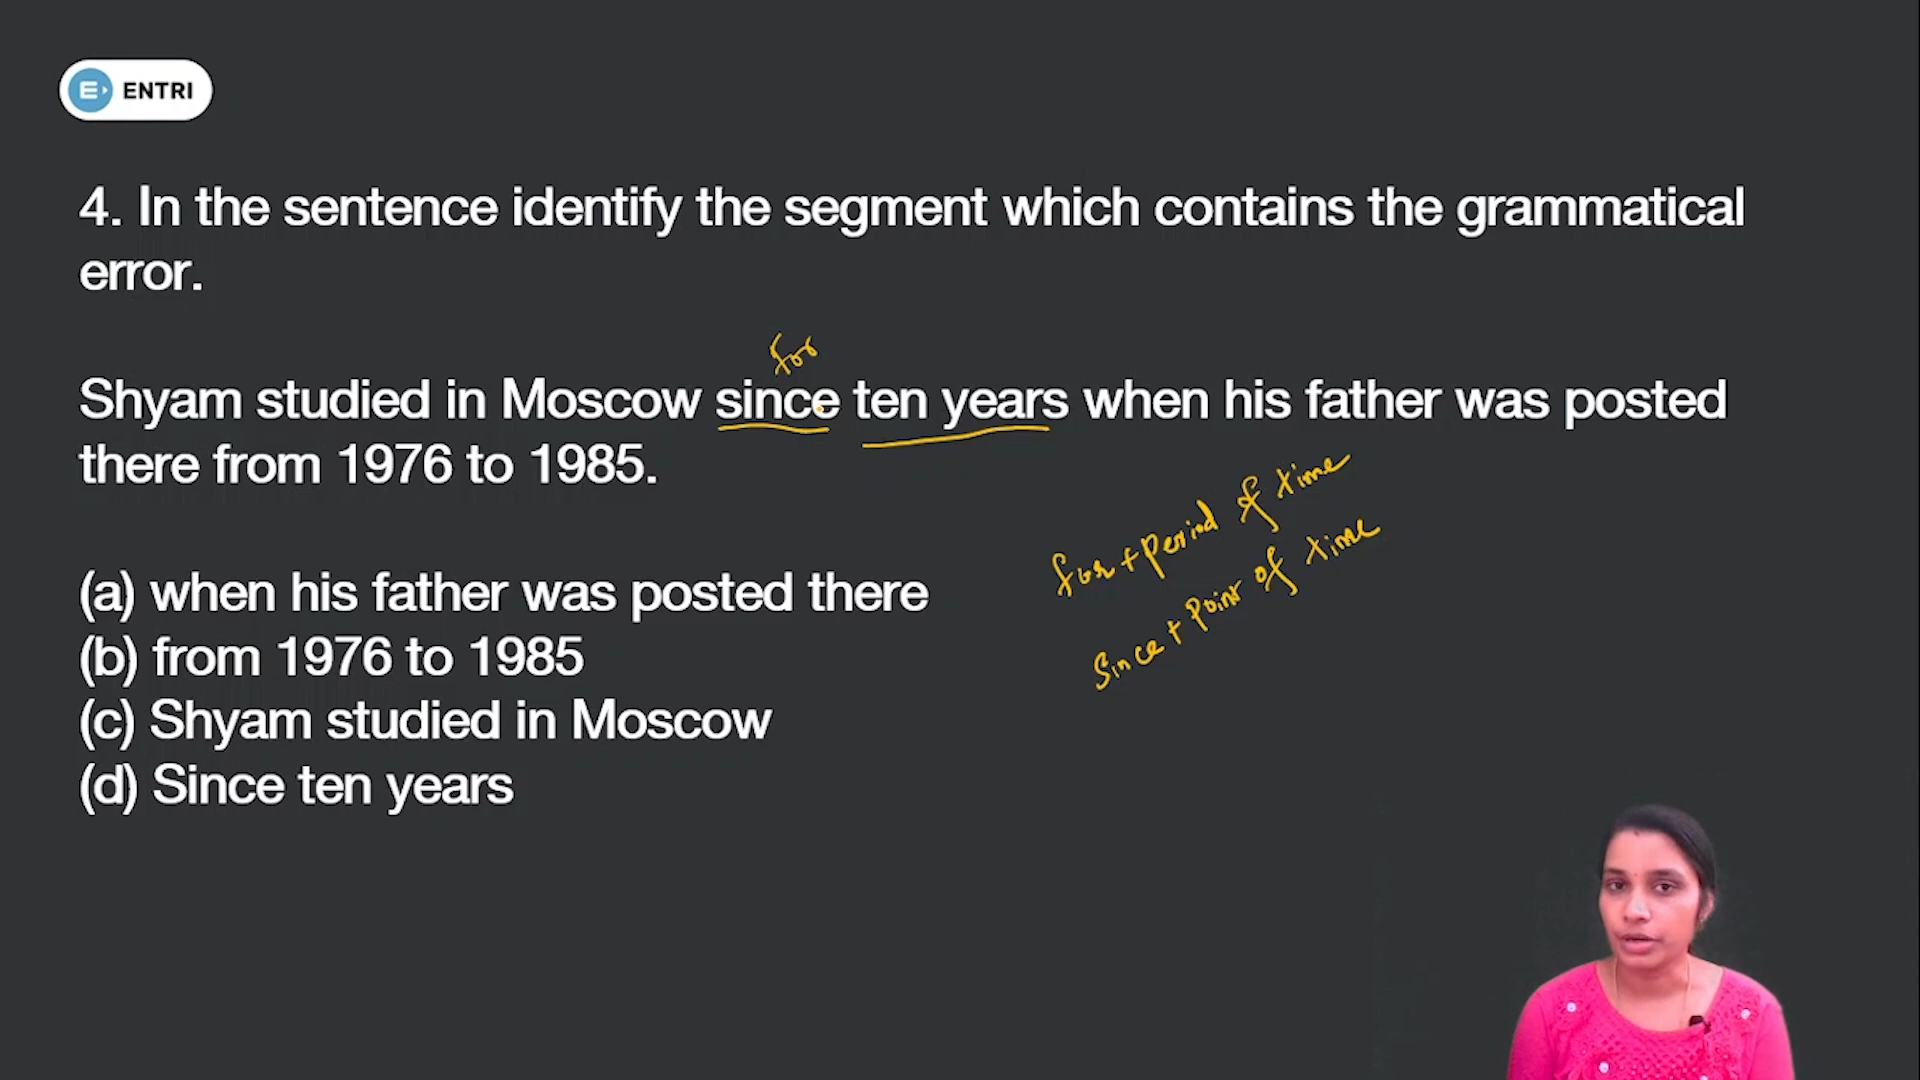 ENTRI
4. In the sentence identify the segment which contains the grammatical
error.
for
Shyam studied in Moscow since ten years when his father was posted
there from 1976 to 1985.
for + Period of time
Since + Point of time
(a) when his father was posted there
(b) from 1976 to 1985
(c) Shyam studied in Moscow
(d) Since ten years